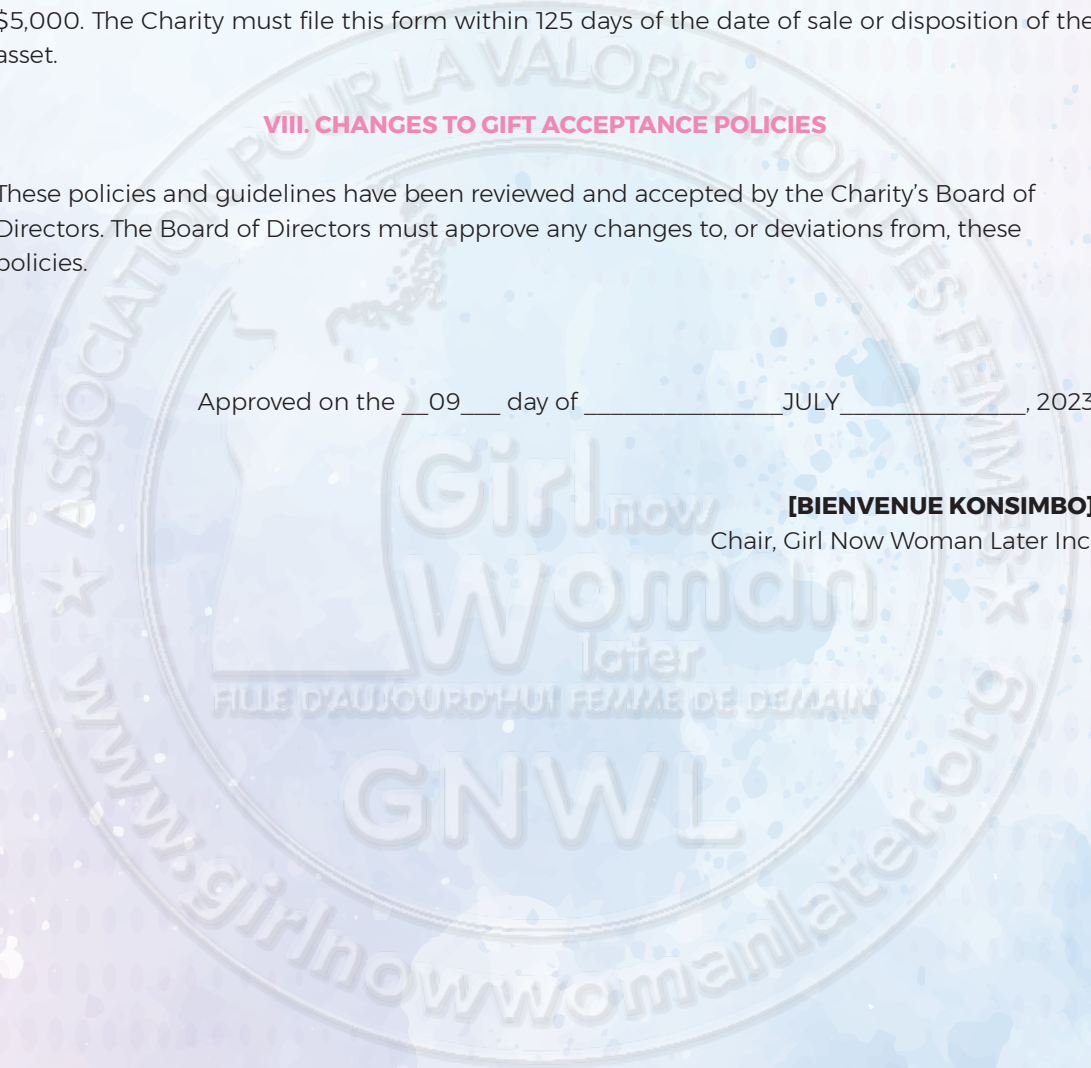 $5,000. The Charity must file this form within 125 days of the date of sale or disposition of the
asset.
VIII. CHANGES TO GIFT ACCEPTANCE POLICIES
These policies and guidelines have been reviewed and accepted by the Charity's Board of
Directors. The Board of Directors must approve any changes to, or deviations from, these
policies.
Approved on the __09___ day of _______________JULY______________, 2023
[BIENVENUE KONSIMBO]
Chair, Girl Now Woman Later Inc
ASSOCIATION POUR LA VALORISATION DES FEMMES
Girl now
Woman
later
FILLE D'AUJOURD'HUI FEMME DE DEMAIN
GNWL
www.girlnowwomanlater.org